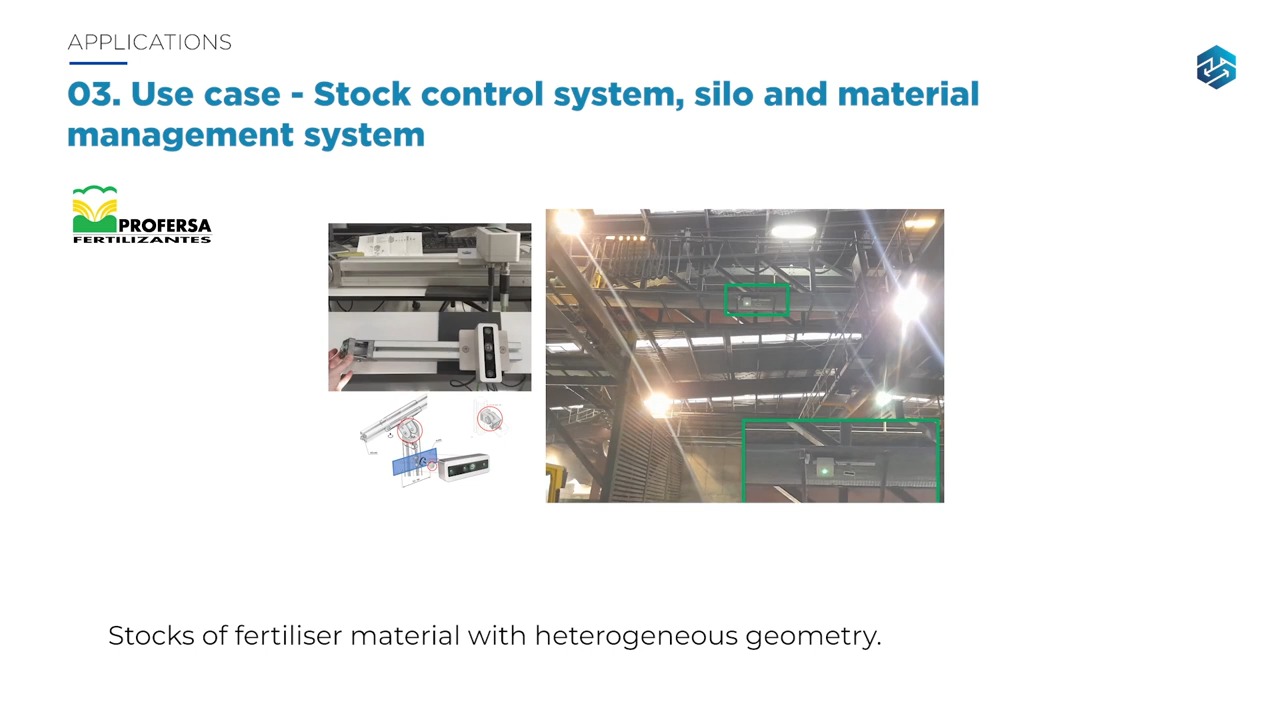 APPLICATIONS
03. Use case - Stock control system, silo and material
management system
PROFERSA
FERTILIZANTES
Stocks of fertiliser material with heterogeneous geometry.